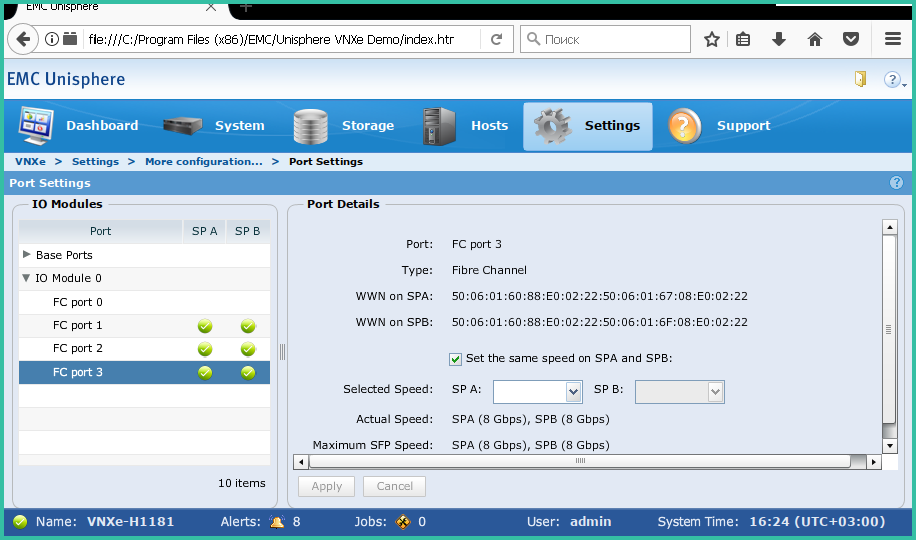 EMC Unisphere VNXe Demo
file:///C:/Program Files (x86)/EMC/Unisphere VNXe Demo/index.htr
Поиск
EMC Unisphere
Dashboard System Storage Hosts Settings Support
VNXe > Settings > More configuration... > Port Settings
Port Settings
IO Modules
Port SP A SP B
Base Ports
IO Module 0
FC port 0
FC port 1
FC port 2
FC port 3
10 items
Port Details
Port: FC port 3
Type: Fibre Channel
WWN on SPA: 50:06:01:60:88:E0:02:22:50:06:01:67:08:E0:02:22
WWN on SPB: 50:06:01:60:88:E0:02:22:50:06:01:6F:08:E0:02:22
Set the same speed on SPA and SPB:
Selected Speed: SP A: SP B:
Actual Speed: SPA (8 Gbps), SPB (8 Gbps)
Maximum SFP Speed: SPA (8 Gbps), SPB (8 Gbps)
Apply Cancel
Name: VNXe-H1181 Alerts: 8 Jobs: 0 User: admin System Time: 16:24 (UTC+03:00)